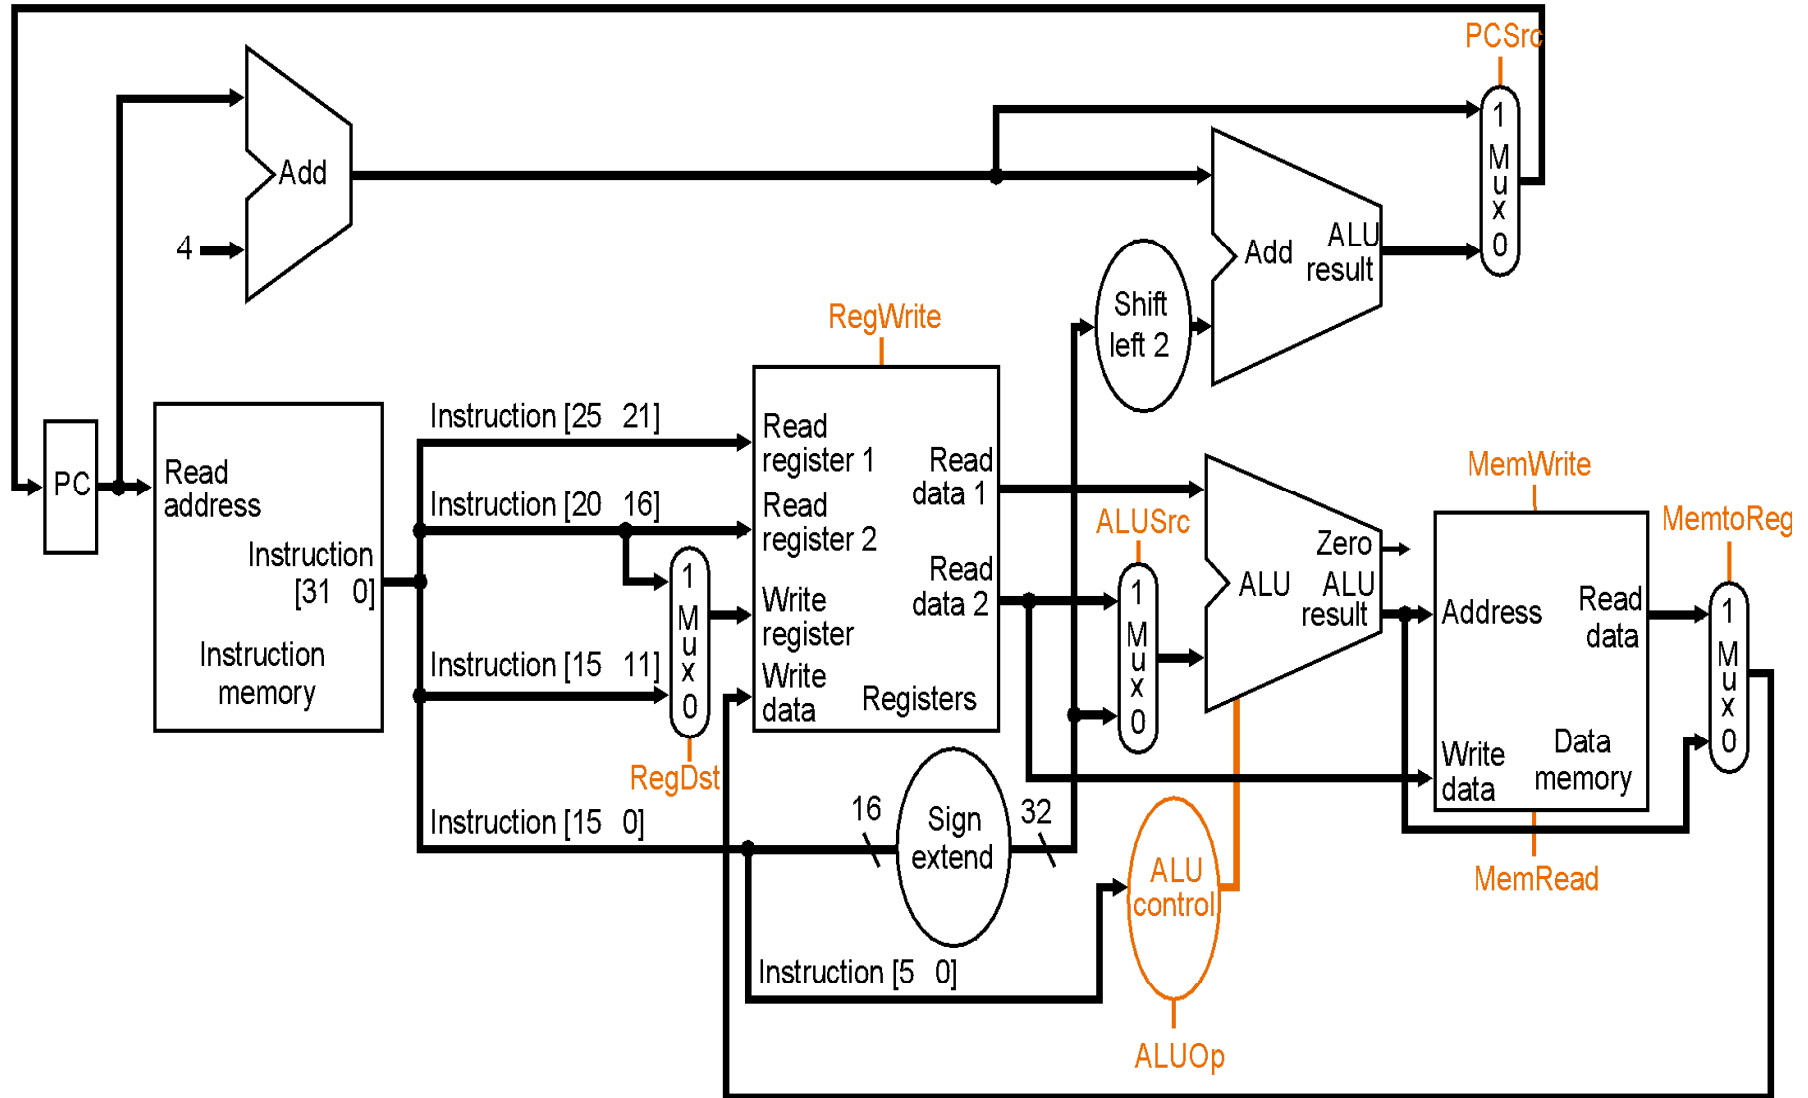 PCSrc
1
M
u
x
0
Add
4
Add
ALU
result
Shift
left 2
RegWrite
PC
Read
address
Instruction
[31 0]
Instruction
memory
Instruction [25 21]
Instruction [20 16]
Instruction [15 11]
Instruction [15 0]
1
M
u
x
0
RegDst
Read
register 1
Read
register 2
Write
register
Write
data
Read
data 1
Read
data 2
Registers
16
Sign
extend
32
Instruction [5 0]
ALUSrc
1
M
u
x
0
Zero
ALU
ALU
result
ALU
control
ALUOp
MemWrite
Address
Read
data
Write
data
Data
memory
MemRead
MemtoReg
1
M
u
x
0